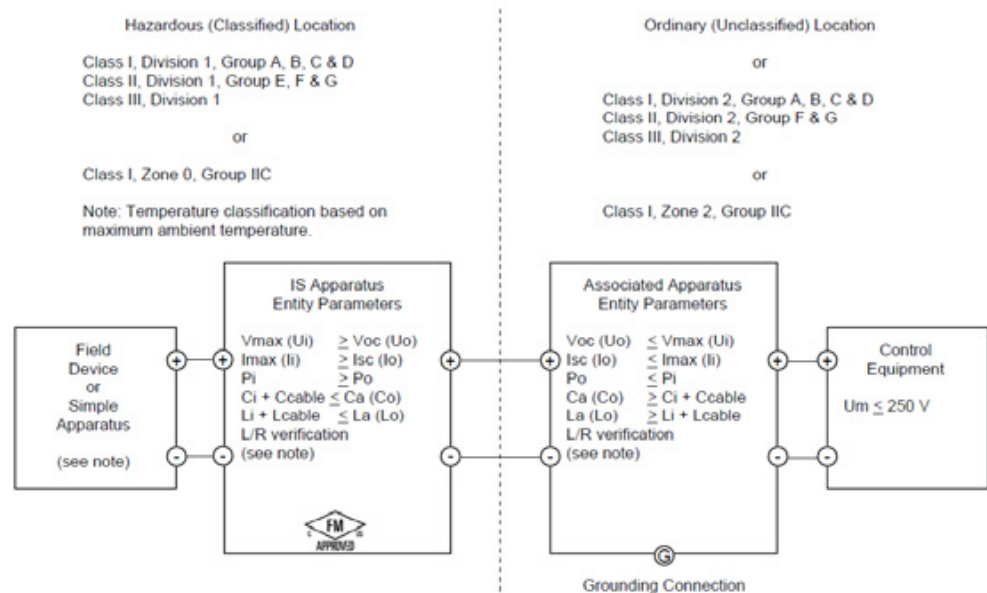 Hazardous (Classified) Location
Class I, Division 1, Group A, B, C & D
Class II, Division 1, Group E, F & G
Class III, Division 1
or
Class I, Zone 0, Group IIC
Note: Temperature classification based on
maximum ambient temperature.
Ordinary (Unclassified) Location
or
Class I, Division 2, Group A, B, C & D
Class II, Division 2, Group F & G
Class III, Division 2
or
Class I, Zone 2, Group IIC
Field
Device
or
Simple
Apparatus
(see note)
+
-
IS Apparatus
Entity Parameters
Vmax (Ui) ≥ Voc (Uo)
Imax (Ii) ≥ Isc (Io)
Pi ≥ Po
Ci + Ccable ≤ Ca (Co)
Li + Lcable ≤ La (Lo)
L/R verification
(see note)
+
-
+
-
C FM US
APPROVED
Associated Apparatus
Entity Parameters
Voc (Uo) ≤ Vmax (Ui)
Isc (Io) ≤ Imax (Ii)
Po ≤ Pi
Ca (Co) ≥ Ci + Ccable
La (Lo) ≥ Li + Lcable
L/R verification
(see note)
+
-
+
-
G
Grounding Connection
Control
Equipment
Um ≤ 250 V
+
-